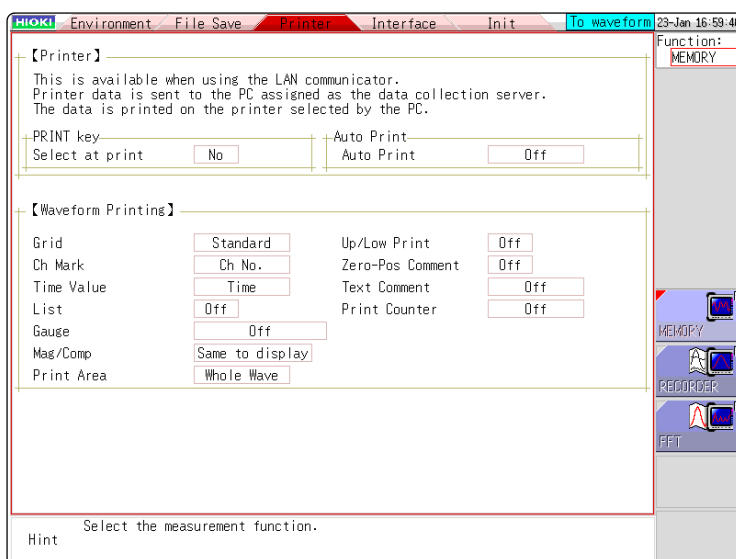 HIOKI Environment File Save Printer Interface Init To waveform 23-Jan 16:59:4
Function:
MEMORY
【Printer】
This is available when using the LAN communicator.
Printer data is sent to the PC assigned as the data collection server.
The data is printed on the printer selected by the PC.
PRINT key
Select at print No
Auto Print
Auto Print Off
【Waveform Printing】
Grid Standard Up/Low Print Off
Ch Mark Ch No. Zero-Pos Comment Off
Time Value Time Text Comment Off
List Off Print Counter Off
Gauge Off
Mag/Comp Same to display
Print Area Whole Wave
MEMORY
RECORDER
FFT
Select the measurement function.
Hint